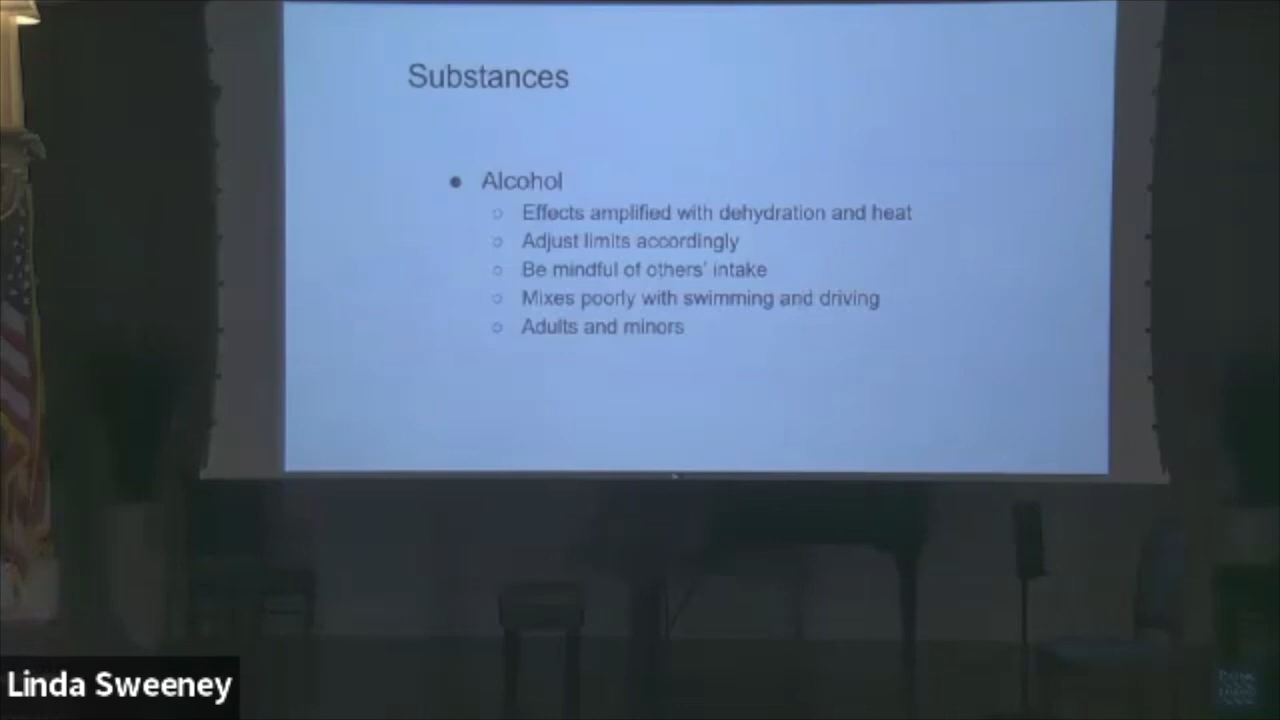 Substances
● Alcohol
○ Effects amplified with dehydration and heat
○ Adjust limits accordingly
○ Be mindful of others' intake
○ Mixes poorly with swimming and driving
○ Adults and minors
Linda Sweeney